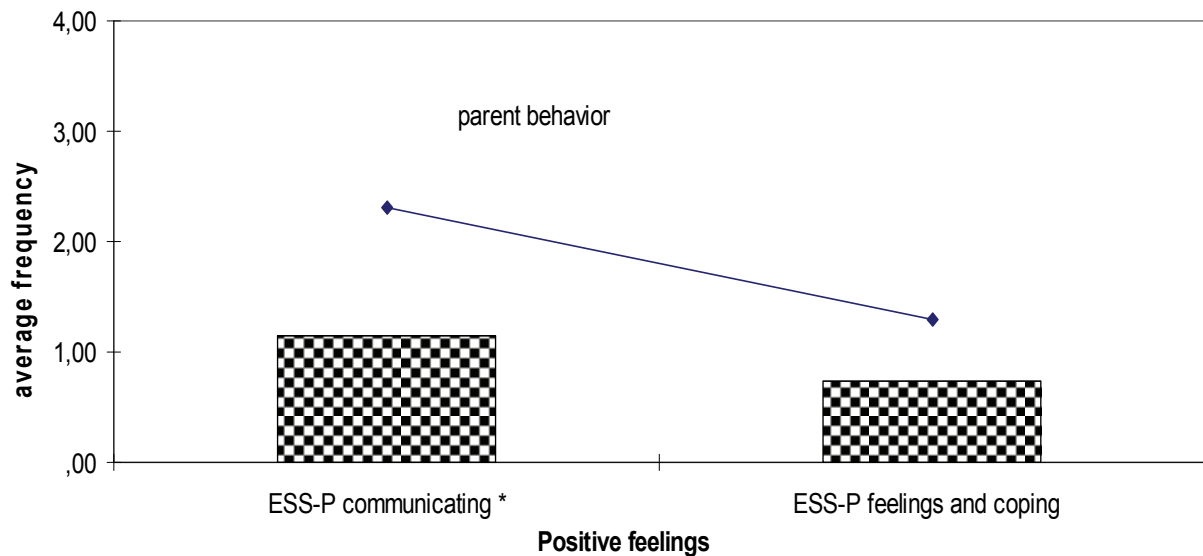 4,00
3,00
2,00
1,00
,00
average frequency
parent behavior
ESS-P communicating *
ESS-P feelings and coping
Positive feelings